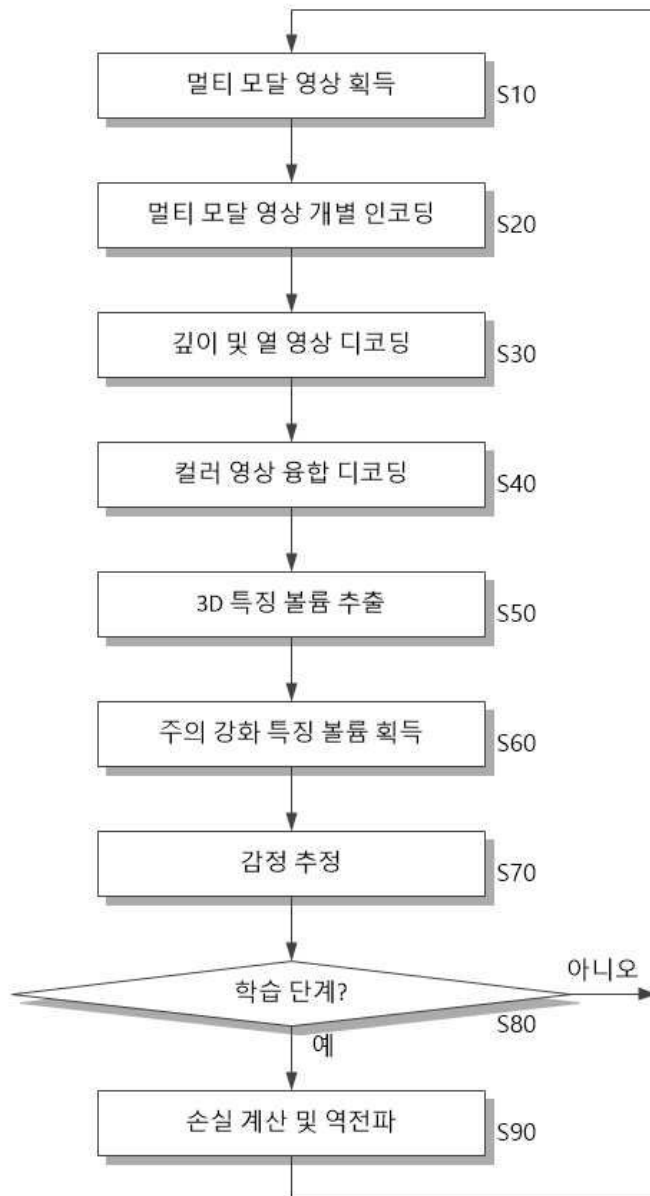 멀티 모달 영상 획득
S10
멀티 모달 영상 개별 인코딩
S20
깊이 및 열 영상 디코딩
S30
컬러 영상 융합 디코딩
S40
3D 특징 볼륨 추출
S50
주의 강화 특징 볼륨 획득
S60
감정 추정
S70
학습 단계?
아니오
S80
예
손실 계산 및 역전파
S90